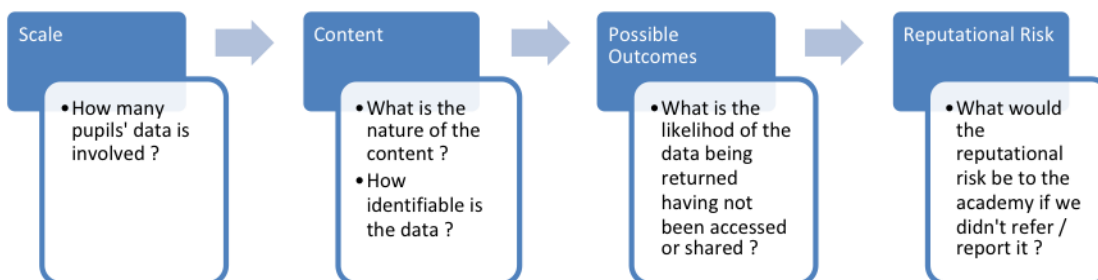 Scale
•How many
pupils' data is
involved ?
Content
•What is the
nature of the
content ?
•How
identifiable is
the data ?
Possible
Outcomes
•What is the
likelihod of the
data being
returned
having not
been accessed
or shared ?
Reputational Risk
•What would
the
reputational
risk be to the
academy if we
didn't refer /
report it ?